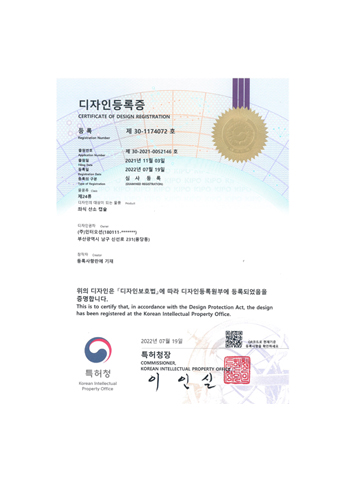 디자인등록증
CERTIFICATE OF DESIGN REGISTRATION
등 록 제 30-1174072 호
Registration Number
출원번호 제 30-2021-0052146 호
Application Number
출원일 2021년 11월 03일
Filing Date
등록일 2022년 07월 19일
Registration Date
등록의 구분 심 사 등 록
Type of Registration EXAMINED REGISTRATION
물품류 Class
제24류
디자인의 대상이 되는 물품 Product
좌식 산소 캡슐
디자인권자 Owner
(주)인터오션(180111-*******)
부산광역시 남구 신선로 231(용당동)
창작자 Creator
등록사항란에 기재
위의 디자인은 「디자인보호법」에 따라 디자인등록원부에 등록되었음을
증명합니다.
This is to certify that, in accordance with the Design Protection Act, the design
has been registered at the Korean Intellectual Property Office.
2022년 07월 19일
QR코드로 현재기준
등록사항을 확인하세요
특허청장
COMMISSIONER,
KOREAN INTELLECTUAL PROPERTY OFFICE
이 인 실
특허청
Korean Intellectual
Property Office